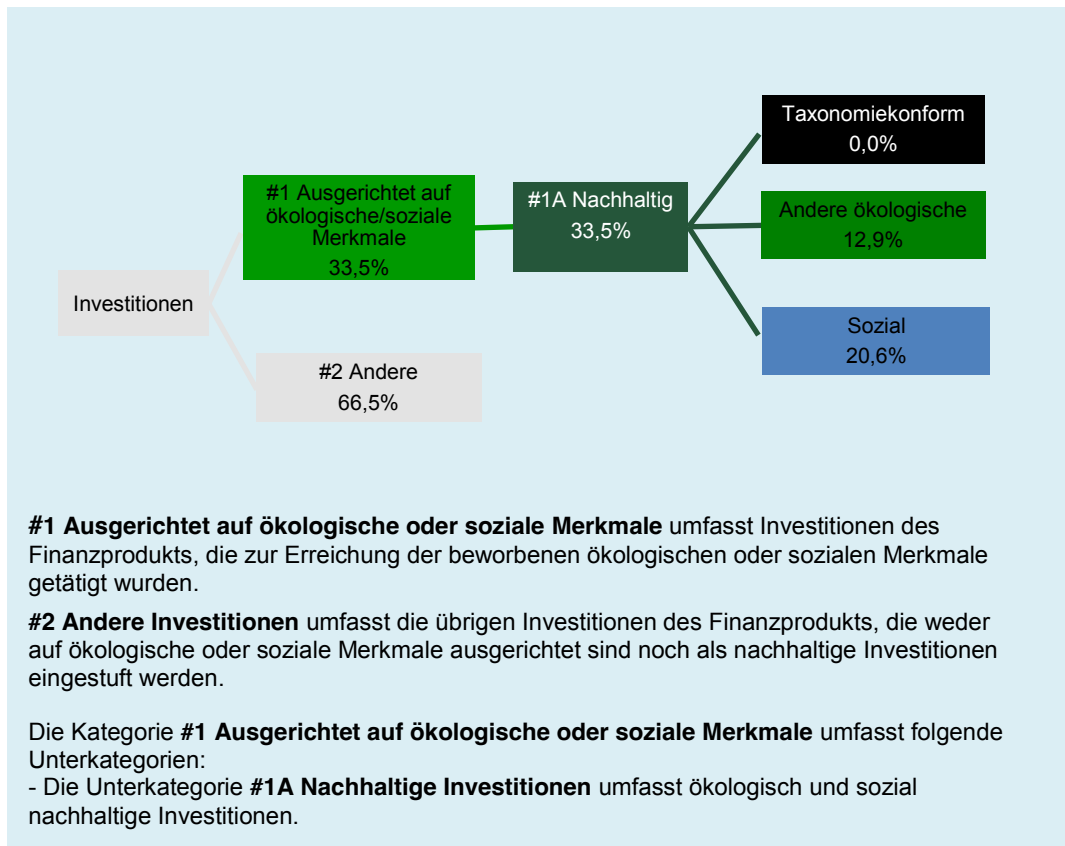 Taxonomiekonform
0,0%
#1 Ausgerichtet auf
ökologische/soziale
Merkmale
33,5%
#1A Nachhaltig
33,5%
Andere ökologische
12,9%
Investitionen
Sozial
20,6%
#2 Andere
66,5%
#1 Ausgerichtet auf ökologische oder soziale Merkmale umfasst Investitionen des
Finanzprodukts, die zur Erreichung der beworbenen ökologischen oder sozialen Merkmale
getätigt wurden.
#2 Andere Investitionen umfasst die übrigen Investitionen des Finanzprodukts, die weder
auf ökologische oder soziale Merkmale ausgerichtet sind noch als nachhaltige Investitionen
eingestuft werden.
Die Kategorie #1 Ausgerichtet auf ökologische oder soziale Merkmale umfasst folgende
Unterkategorien:
- Die Unterkategorie #1A Nachhaltige Investitionen umfasst ökologisch und sozial
nachhaltige Investitionen.